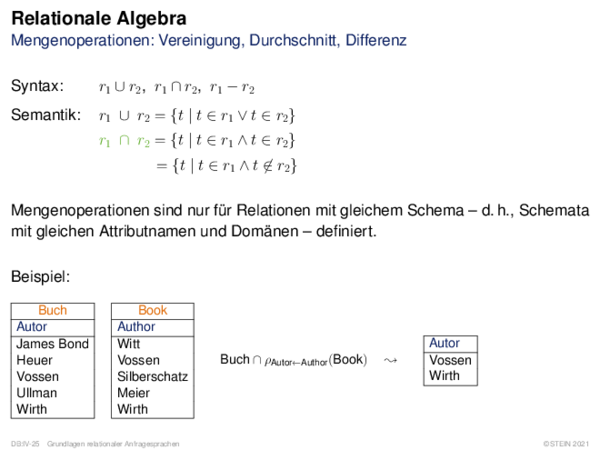 Relationale Algebra
Mengenoperationen: Vereinigung, Durchschnitt, Differenz
Syntax: r₁ ∪ r₂, r₁ ∩ r₂, r₁ − r₂
Semantik: r₁ ∪ r₂ = {t | t ∈ r₁ ∨ t ∈ r₂}
r₁ ∩ r₂ = {t | t ∈ r₁ ∧ t ∈ r₂}
= {t | t ∈ r₁ ∧ t ∉ r₂}
Mengenoperationen sind nur für Relationen mit gleichem Schema – d. h., Schemata
mit gleichen Attributnamen und Domänen – definiert.
Beispiel:
Buch
Autor
James Bond
Heuer
Vossen
Ullman
Wirth
Book
Author
Witt
Vossen
Silberschatz
Meier
Wirth
Buch ∩ ρAutor←Author(Book) ⇝
Autor
Vossen
Wirth
DB:IV-25 Grundlagen relationaler Anfragesprachen ©STEIN 2021